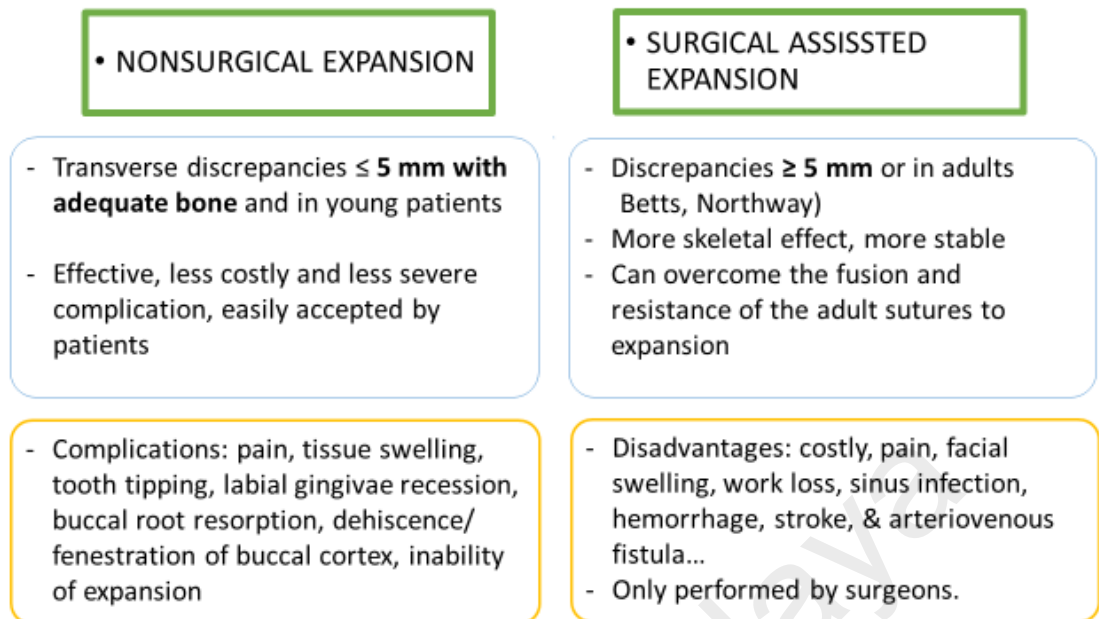 • NONSURGICAL EXPANSION
- Transverse discrepancies ≤ 5 mm with
adequate bone and in young patients
- Effective, less costly and less severe
complication, easily accepted by
patients
- Complications: pain, tissue swelling,
tooth tipping, labial gingivae recession,
buccal root resorption, dehiscence/
fenestration of buccal cortex, inability
of expansion
• SURGICAL ASSISSTED
EXPANSION
- Discrepancies ≥ 5 mm or in adults
Betts, Northway)
- More skeletal effect, more stable
- Can overcome the fusion and
resistance of the adult sutures to
expansion
- Disadvantages: costly, pain, facial
swelling, work loss, sinus infection,
hemorrhage, stroke, & arteriovenous
fistula...
- Only performed by surgeons.